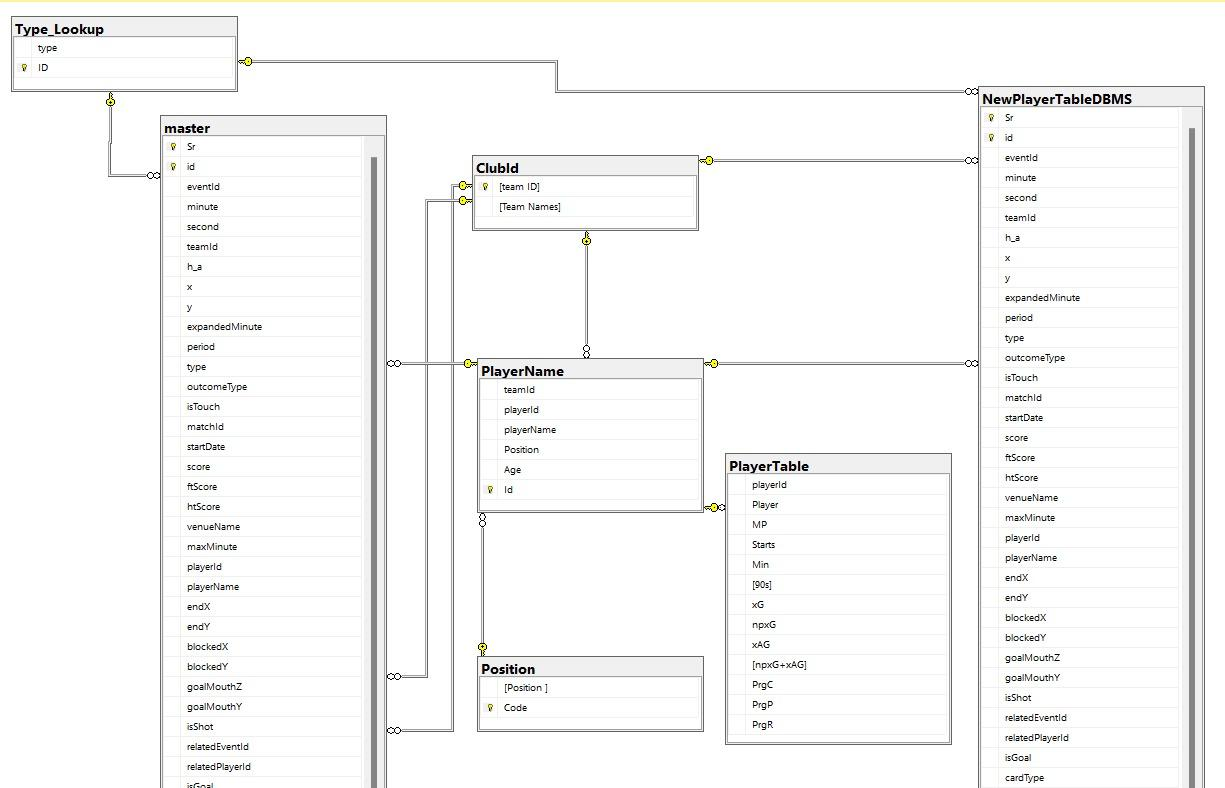 Type_Lookup
type
ID
master
Sr
id
eventId
minute
second
teamId
h_a
x
y
expandedMinute
period
type
outcomeType
isTouch
matchId
startDate
score
ftScore
htScore
venueName
maxMinute
playerId
playerName
endX
endY
blockedX
blockedY
goalMouthZ
goalMouthY
isShot
relatedEventId
relatedPlayerId
isGoal
ClubId
[team ID]
[Team Names]
PlayerName
teamId
playerId
playerName
Position
Age
Id
Position
[Position ]
Code
PlayerTable
playerId
Player
MP
Starts
Min
[90s]
xG
npxG
xAG
[npxG+xAG]
PrgC
PrgP
PrgR
NewPlayerTableDBMS
Sr
id
eventId
minute
second
teamId
h_a
x
y
expandedMinute
period
type
outcomeType
isTouch
matchId
startDate
score
ftScore
htScore
venueName
maxMinute
playerId
playerName
endX
endY
blockedX
blockedY
goalMouthZ
goalMouthY
isShot
relatedEventId
relatedPlayerId
isGoal
cardType